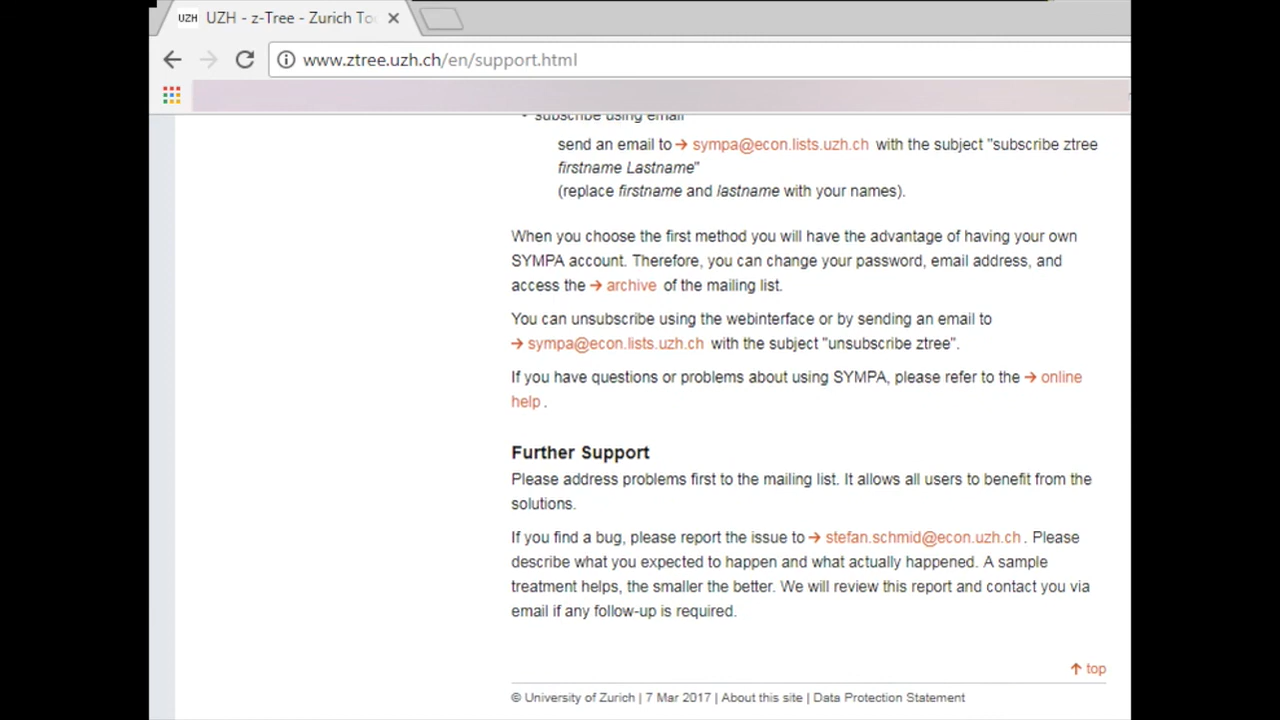 UZH UZH - z-Tree - Zurich To
www.ztree.uzh.ch/en/support.html
subscribe using email
send an email to → sympa@econ.lists.uzh.ch with the subject "subscribe ztree
firstname Lastname"
(replace firstname and lastname with your names).
When you choose the first method you will have the advantage of having your own
SYMPA account. Therefore, you can change your password, email address, and
access the → archive of the mailing list.
You can unsubscribe using the webinterface or by sending an email to
→ sympa@econ.lists.uzh.ch with the subject "unsubscribe ztree".
If you have questions or problems about using SYMPA, please refer to the → online
help .
Further Support
Please address problems first to the mailing list. It allows all users to benefit from the
solutions.
If you find a bug, please report the issue to → stefan.schmid@econ.uzh.ch . Please
describe what you expected to happen and what actually happened. A sample
treatment helps, the smaller the better. We will review this report and contact you via
email if any follow-up is required.
↑ top
© University of Zurich | 7 Mar 2017 | About this site | Data Protection Statement